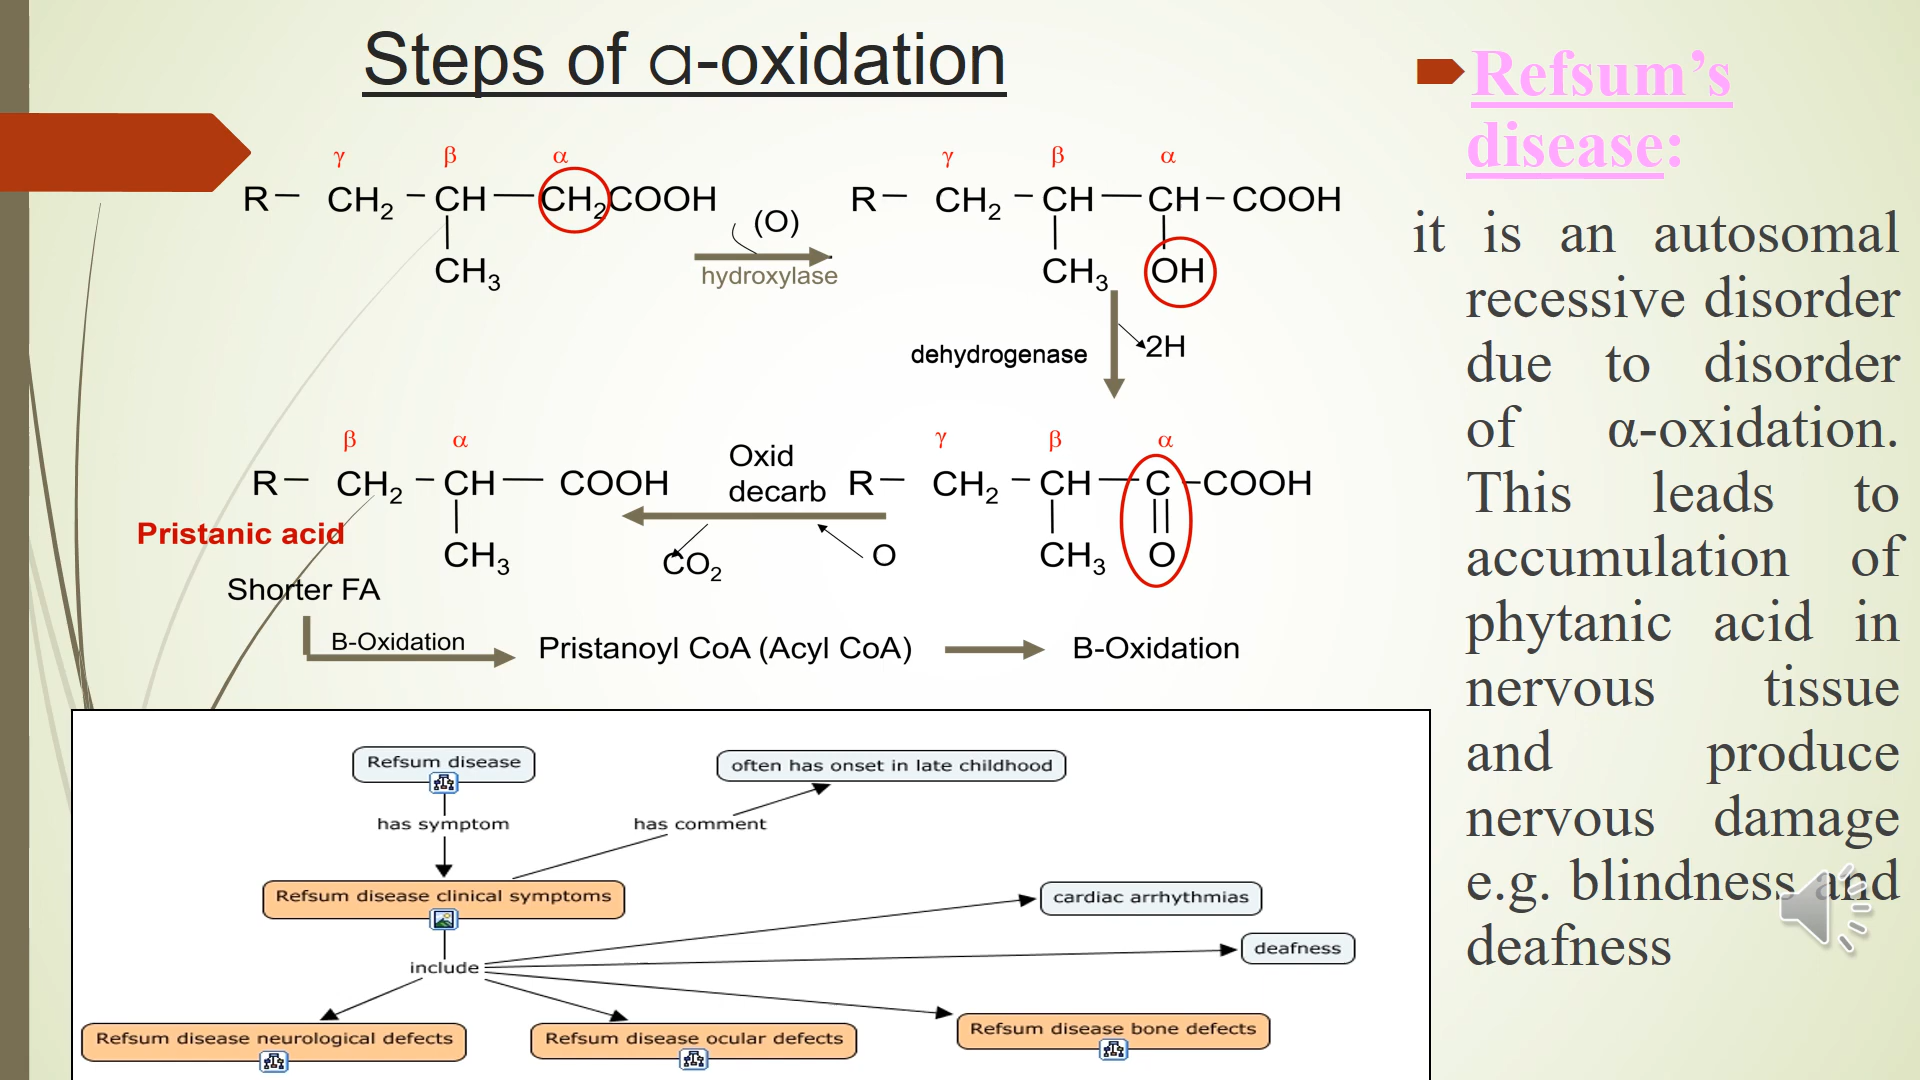 Steps of α-oxidation
γ β α
R– CH2 –CH—CH2COOH
CH3
(O)
hydroxylase
γ β α
R– CH2 –CH—CH–COOH
CH3 OH
dehydrogenase
2H
γ β α
R– CH2 –CH—C–COOH
CH3 O
Oxid
decarb
CO2
O
β α
R– CH2 –CH— COOH
CH3
Pristanic acid
Shorter FA
B-Oxidation
Pristanoyl CoA (Acyl CoA)
B-Oxidation
Refsum disease
has symptom
has comment
often has onset in late childhood
Refsum disease clinical symptoms
include
cardiac arrhythmias
deafness
Refsum disease neurological defects
Refsum disease ocular defects
Refsum disease bone defects
Refsum’s
disease:
it is an autosomal
recessive disorder
due to disorder
of α-oxidation.
This leads to
accumulation of
phytanic acid in
nervous tissue
and produce
nervous damage
e.g. blindness and
deafness